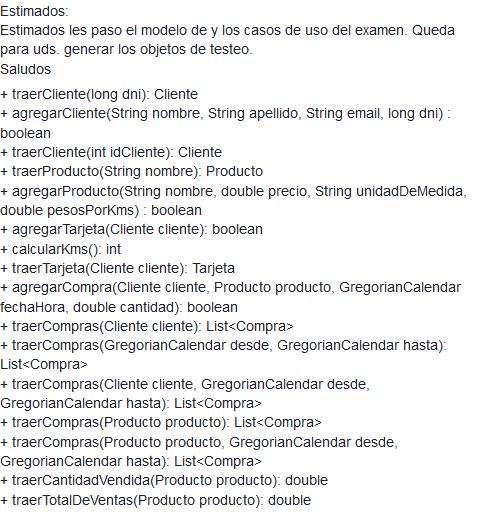 Estimados:
Estimados les paso el modelo de y los casos de uso del examen. Queda
para uds. generar los objetos de testeo.
Saludos
+ traerCliente(long dni): Cliente
+ agregarCliente(String nombre, String apellido, String email, long dni) :
boolean
+ traerCliente(int idCliente): Cliente
+ traerProducto(String nombre): Producto
+ agregarProducto(String nombre, double precio, String unidadDeMedida,
double pesosPorKms) : boolean
+ agregarTarjeta(Cliente cliente): boolean
+ calcularKms(): int
+ traerTarjeta(Cliente cliente): Tarjeta
+ agregarCompra(Cliente cliente, Producto producto, GregorianCalendar
fechaHora, double cantidad): boolean
+ traerCompras(Cliente cliente): List<Compra>
+ traerCompras(GregorianCalendar desde, GregorianCalendar hasta):
List<Compra>
+ traerCompras(Cliente cliente, GregorianCalendar desde,
GregorianCalendar hasta): List<Compra>
+ traerCompras(Producto producto): List<Compra>
+ traerCompras(Producto producto, GregorianCalendar desde,
GregorianCalendar hasta): List<Compra>
+ traerCantidadVendida(Producto producto): double
+ traerTotalDeVentas(Producto producto): double